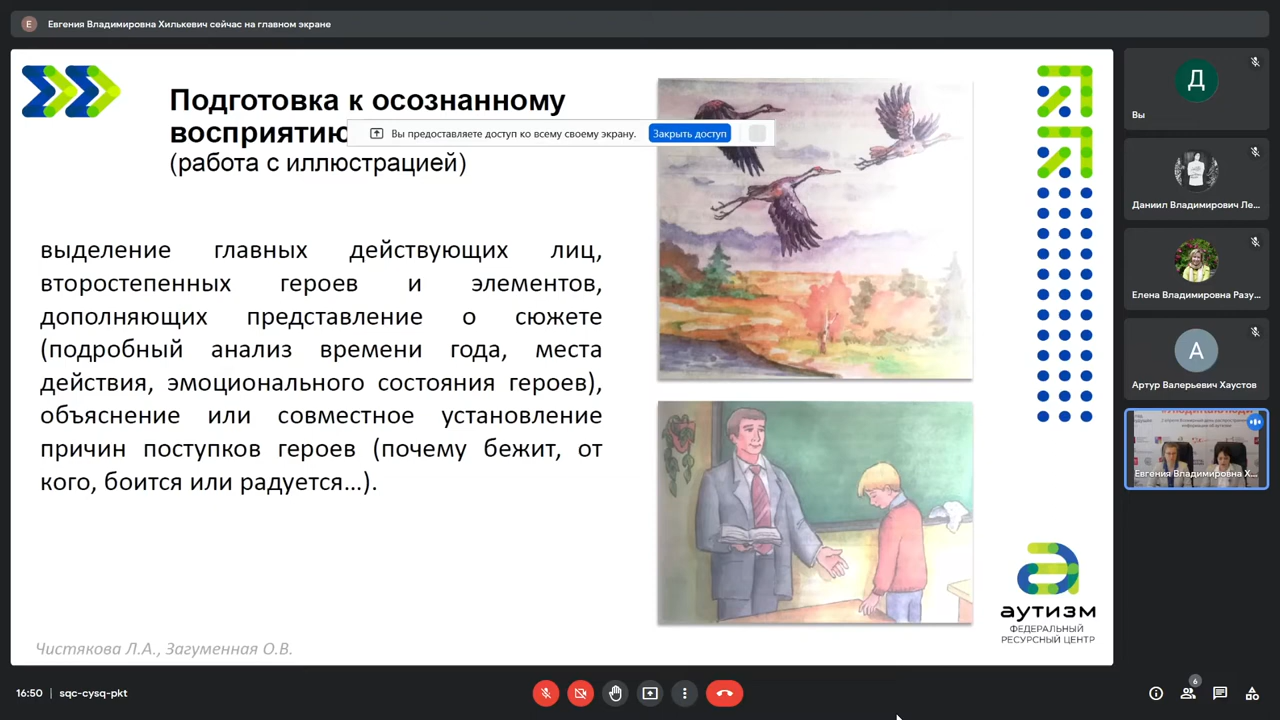 Е
Евгения Владимировна Хилькевич сейчас на главном экране
Подготовка к осознанному
восприятию
(работа с иллюстрацией)
Вы предоставляете доступ ко всему своему экрану.
Закрыть доступ
выделение главных действующих лиц,
второстепенных героев и элементов,
дополняющих представление о сюжете
(подробный анализ времени года, места
действия, эмоционального состояния героев),
объяснение или совместное установление
причин поступков героев (почему бежит, от
кого, боится или радуется...).
Чистякова Л.А., Загуменная О.В.
аутизм
ФЕДЕРАЛЬНЫЙ
РЕСУРСНЫЙ ЦЕНТР
Д
Вы
Даниил Владимирович Ле...
Елена Владимировна Разу...
А
Артур Валерьевич Хаустов
Евгения Владимировна Х...
16:50
sqc-cysq-pkt
6